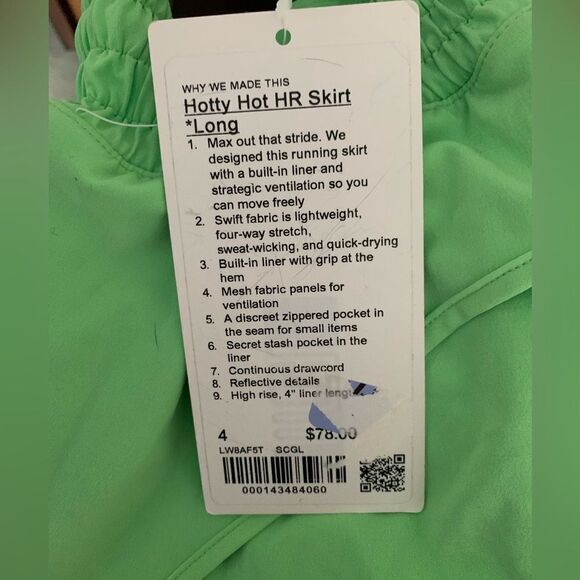 WHY WE MADE THIS
Hotty Hot HR Skirt
*Long
1. Max out that stride. We
designed this running skirt
with a built-in liner and
strategic ventilation so you
can move freely
2. Swift fabric is lightweight,
four-way stretch,
sweat-wicking, and quick-drying
3. Built-in liner with grip at the
hem
4. Mesh fabric panels for
ventilation
5. A discreet zippered pocket in
the seam for small items
6. Secret stash pocket in the
liner
7. Continuous drawcord
8. Reflective details
9. High rise, 4" liner
4 $78.00
LW8AF5T SCGL
000143484060